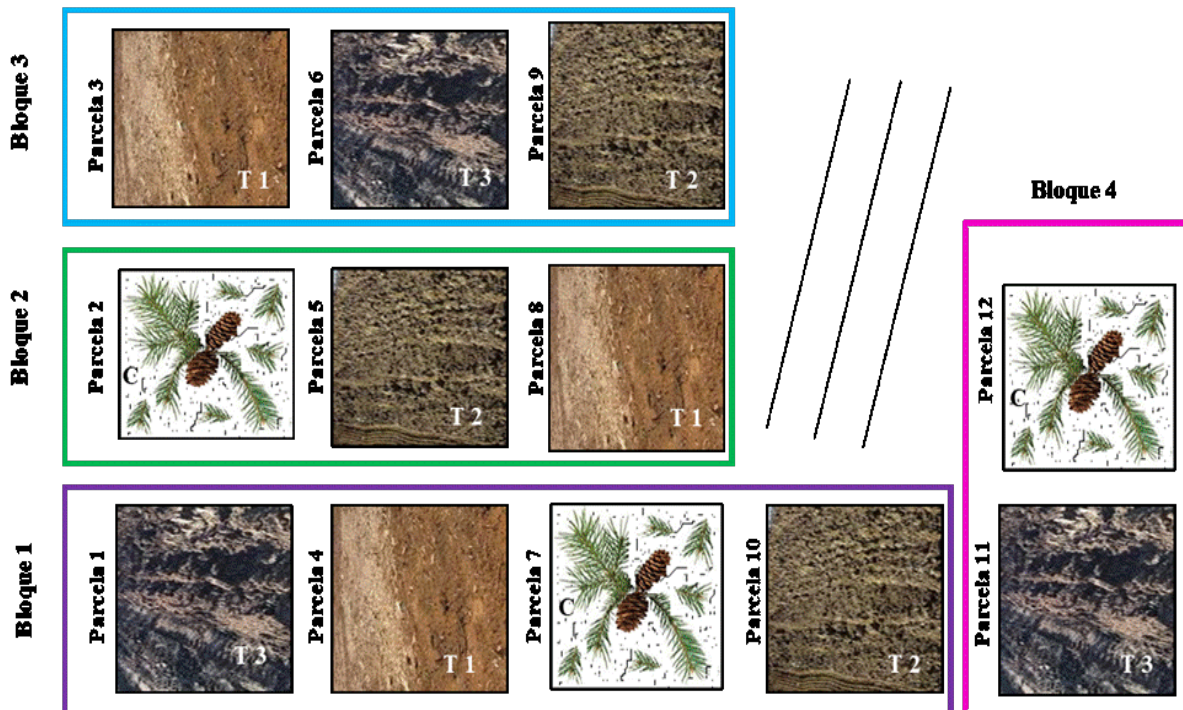 Bloque 3
Parcela 3
T 1
Parcela 6
T 3
Parcela 9
T 2
Bloque 4
Bloque 2
Parcela 2
C
Parcela 5
T 2
Parcela 8
T 1
Parcela 12
C
Bloque 1
Parcela 1
T 3
Parcela 4
T 1
Parcela 7
C
Parcela 10
T 2
Parcela 11
T 3